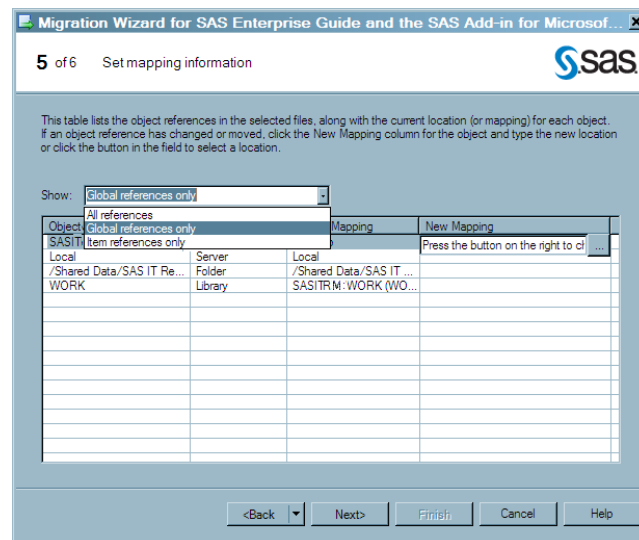 Migration Wizard for SAS Enterprise Guide and the SAS Add-in for Microsof...
5 of 6 Set mapping information
sas
This table lists the object references in the selected files, along with the current location (or mapping) for each object.
If an object reference has changed or moved, click the New Mapping column for the object and type the new location
or click the button in the field to select a location.
Show: Global references only
All references
Global references only
Item references only
Object Mapping New Mapping
SASIT Press the button on the right to ch ...
Local Server Local
/Shared Data/SAS IT Re... Folder /Shared Data/SAS IT ...
WORK Library SASITRM:WORK (WO...
<Back Next> Finish Cancel Help